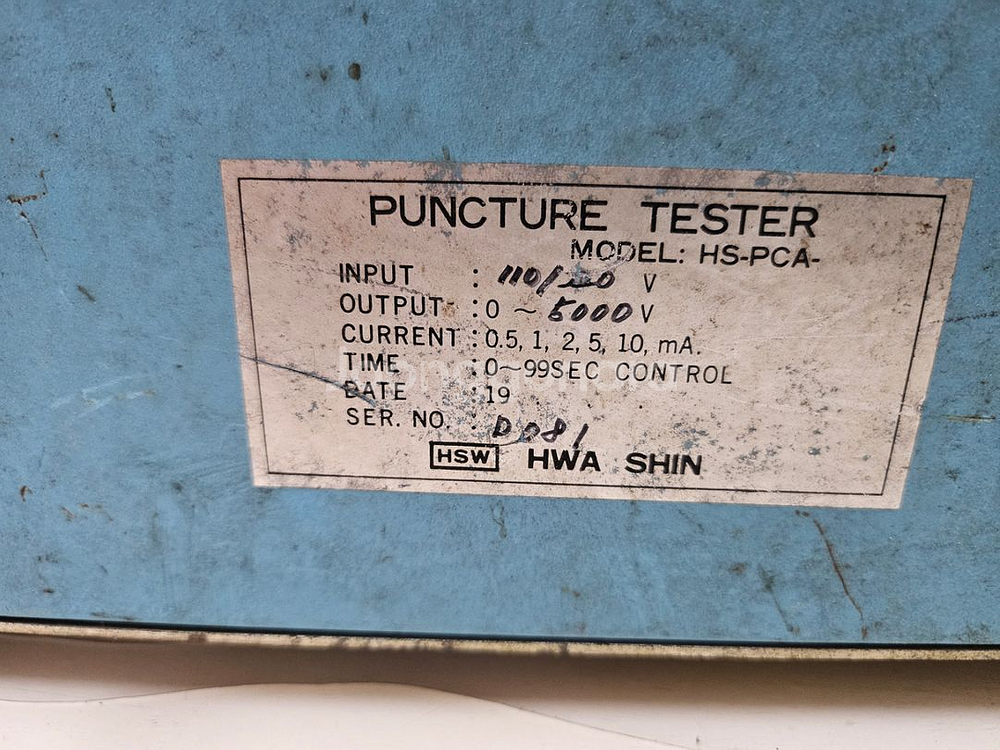 PUNCTURE TESTER
MODEL: HS-PCA-
INPUT : 110/220 V
OUTPUT : 0 ~ 5000 V
CURRENT : 0.5, 1, 2, 5, 10, mA.
TIME : 0~99SEC CONTROL
DATE : 19
SER. NO. : D081
HSW HWA SHIN